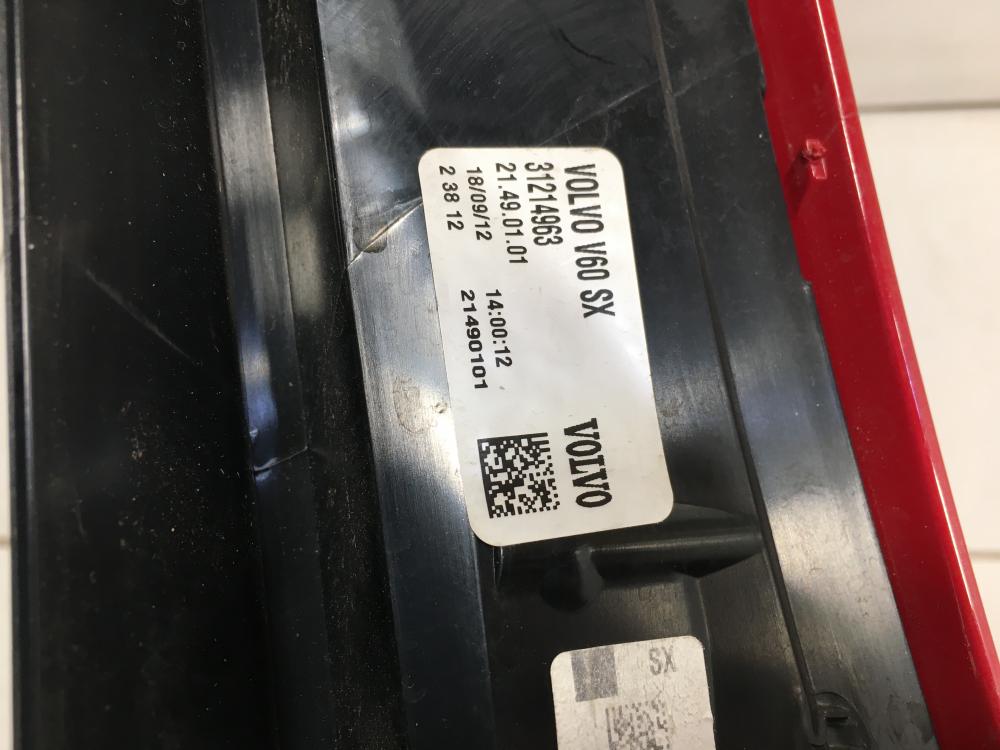 VOLVO V60 SX
31214963
21.49.01.01
18/09/12 14:00:12
2 38 12 21490101
VOLVO
SX